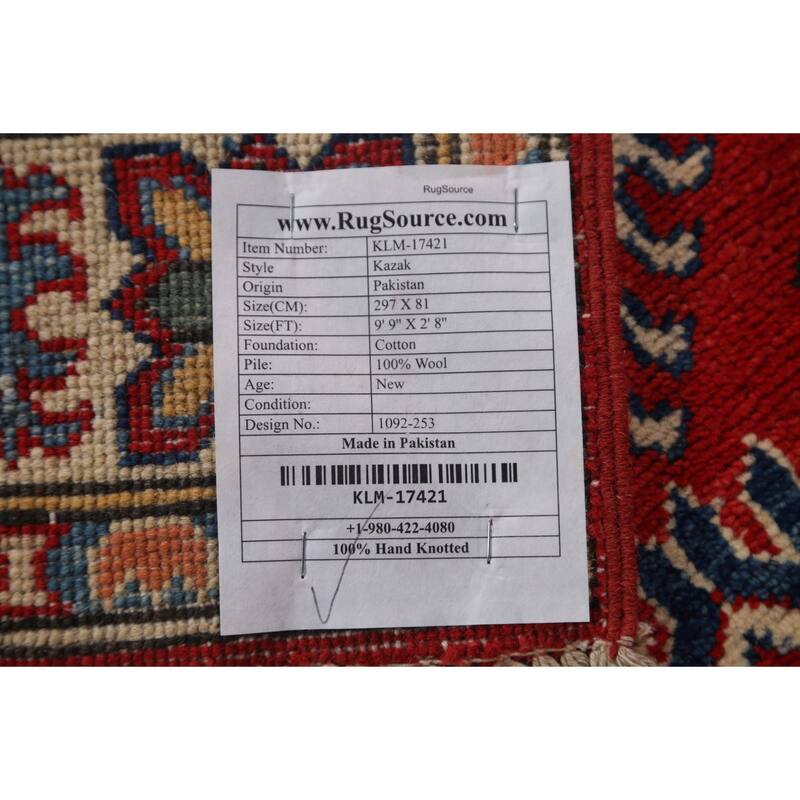 RugSource
www.RugSource.com
Item Number: KLM-17421
Style Kazak
Origin Pakistan
Size(CM): 297 X 81
Size(FT): 9' 9" X 2' 8"
Foundation: Cotton
Pile: 100% Wool
Age: New
Condition:
Design No.: 1092-253
Made in Pakistan
KLM-17421
+1-980-422-4080
100% Hand Knotted